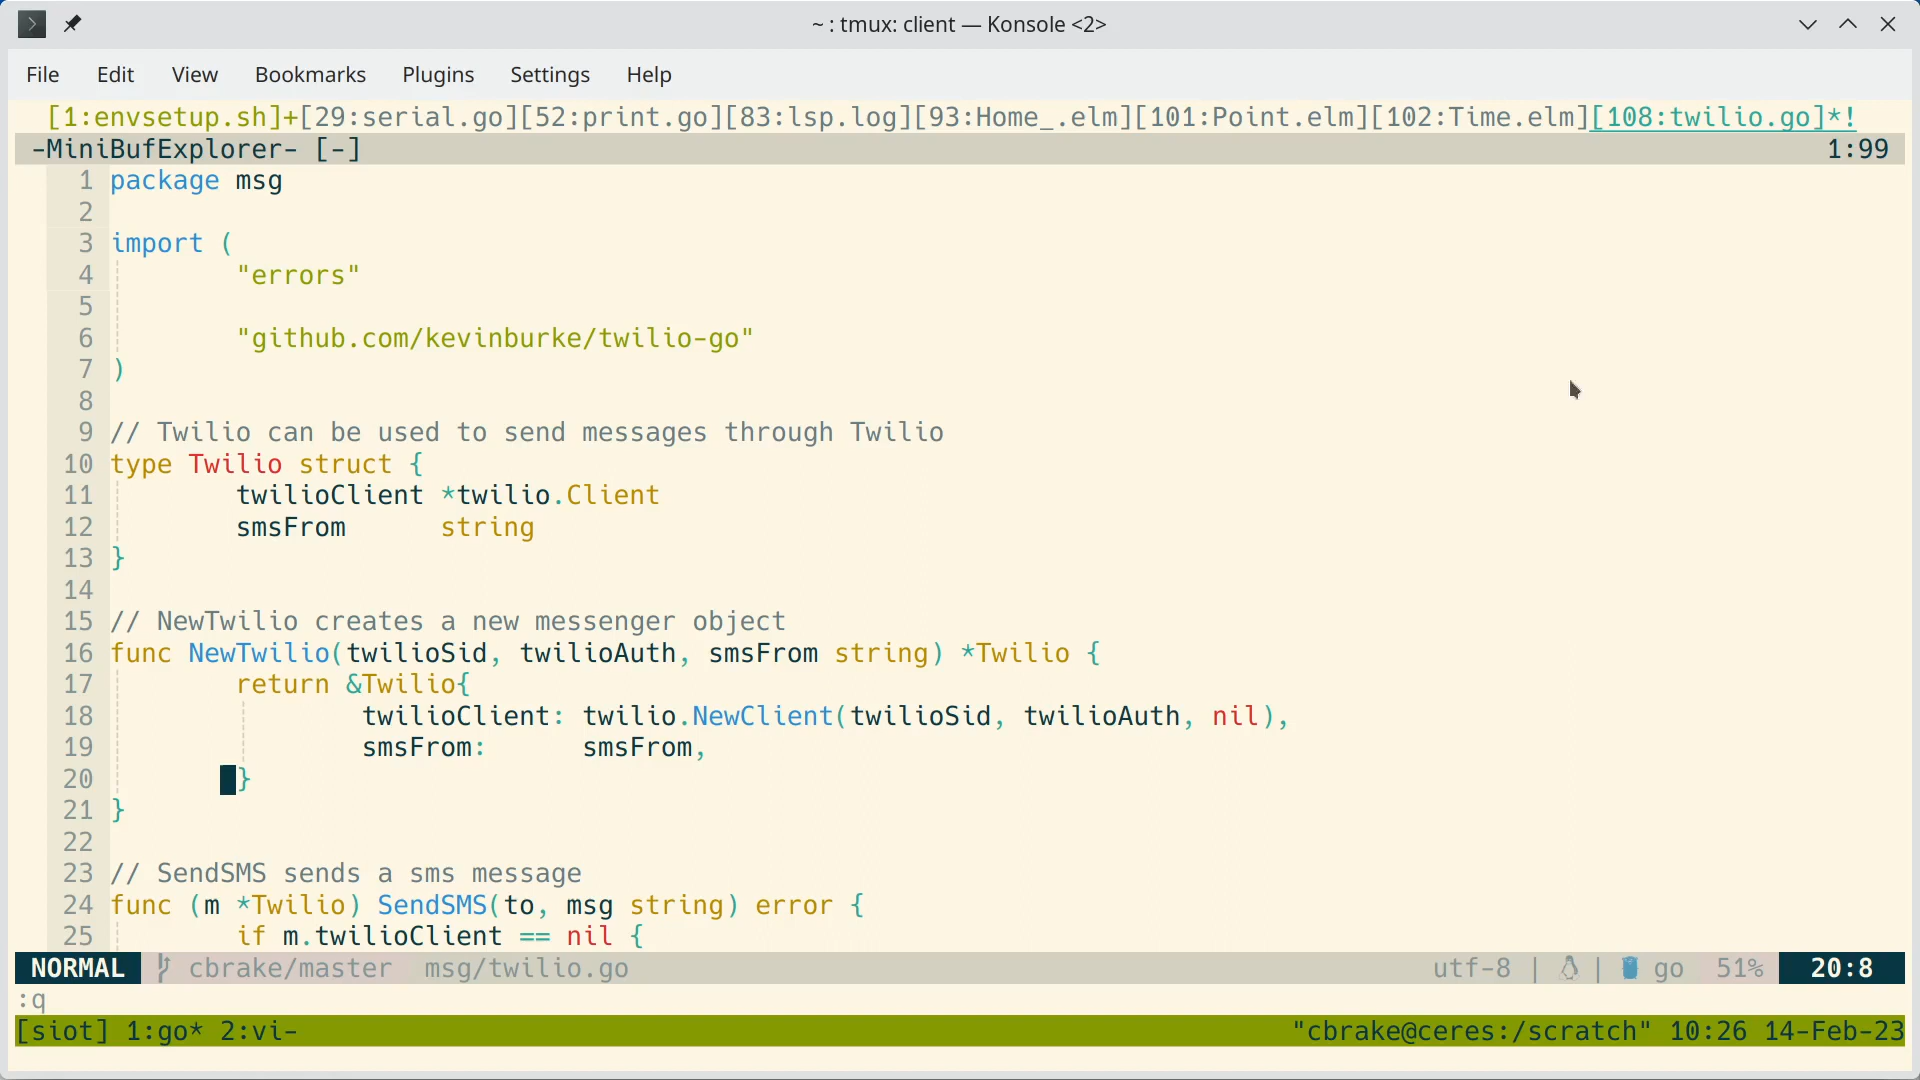 ~ : tmux: client — Konsole <2>
File Edit View Bookmarks Plugins Settings Help
[1:envsetup.sh]+[29:serial.go][52:print.go][83:lsp.log][93:Home_.elm][101:Point.elm][102:Time.elm][108:twilio.go]*!
-MiniBufExplorer- [-] 1:99
1 package msg
2
3 import (
4 "errors"
5
6 "github.com/kevinburke/twilio-go"
7 )
8
9 // Twilio can be used to send messages through Twilio
10 type Twilio struct {
11 twilioClient *twilio.Client
12 smsFrom string
13 }
14
15 // NewTwilio creates a new messenger object
16 func NewTwilio(twilioSid, twilioAuth, smsFrom string) *Twilio {
17 return &Twilio{
18 twilioClient: twilio.NewClient(twilioSid, twilioAuth, nil),
19 smsFrom: smsFrom,
20 }
21 }
22
23 // SendSMS sends a sms message
24 func (m *Twilio) SendSMS(to, msg string) error {
25 if m.twilioClient == nil {
NORMAL cbrake/master msg/twilio.go utf-8 | | go 51% 20:8
:q
[siot] 1:go* 2:vi- "cbrake@ceres:/scratch" 10:26 14-Feb-23